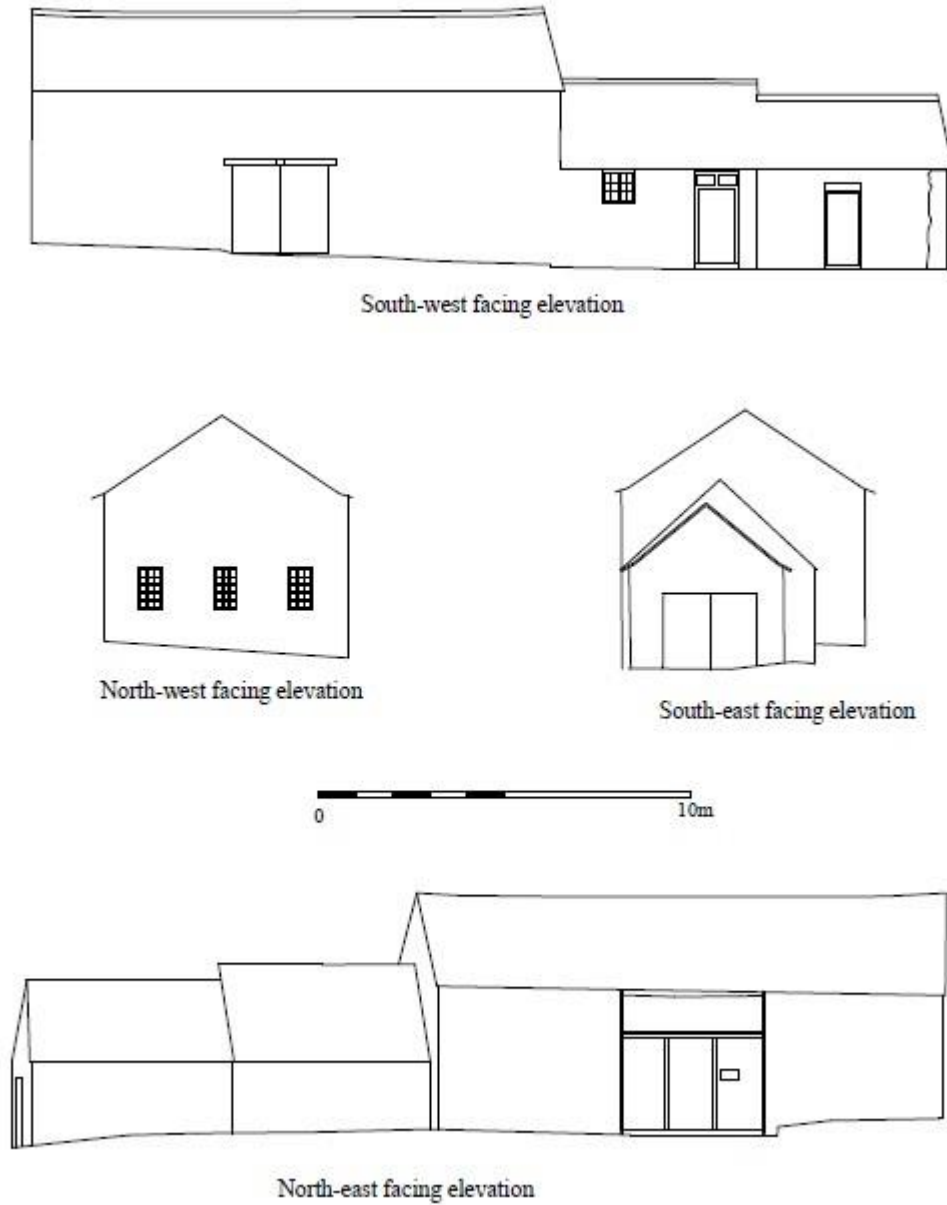 South-west facing elevation
North-west facing elevation
South-east facing elevation
0
10m
North-east facing elevation